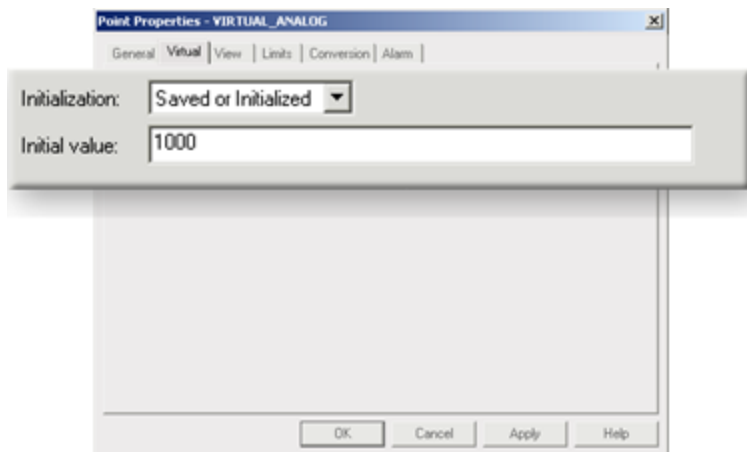 Point Properties - VIRTUAL_ANALOG
General Virtual View Limits Conversion Alarm
Initialization: Saved or Initialized
Initial value: 1000
OK Cancel Apply Help